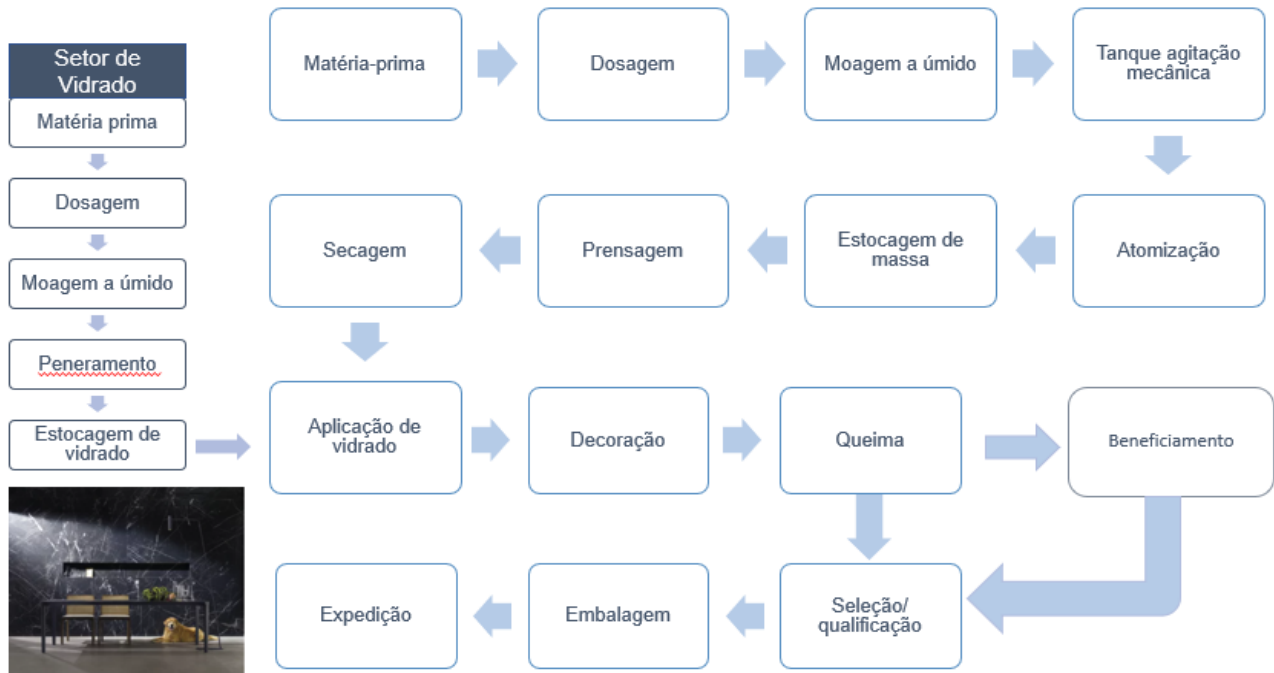 Setor de
Vidrado
Matéria prima
Dosagem
Moagem a úmido
Peneramento
Estocagem de
vidrado
Matéria-prima
Dosagem
Moagem a úmido
Tanque agitação
mecânica
Secagem
Prensagem
Estocagem de
massa
Atomização
Aplicação de
vidrado
Decoração
Queima
Beneficiamento
Expedição
Embalagem
Seleção/
qualificação